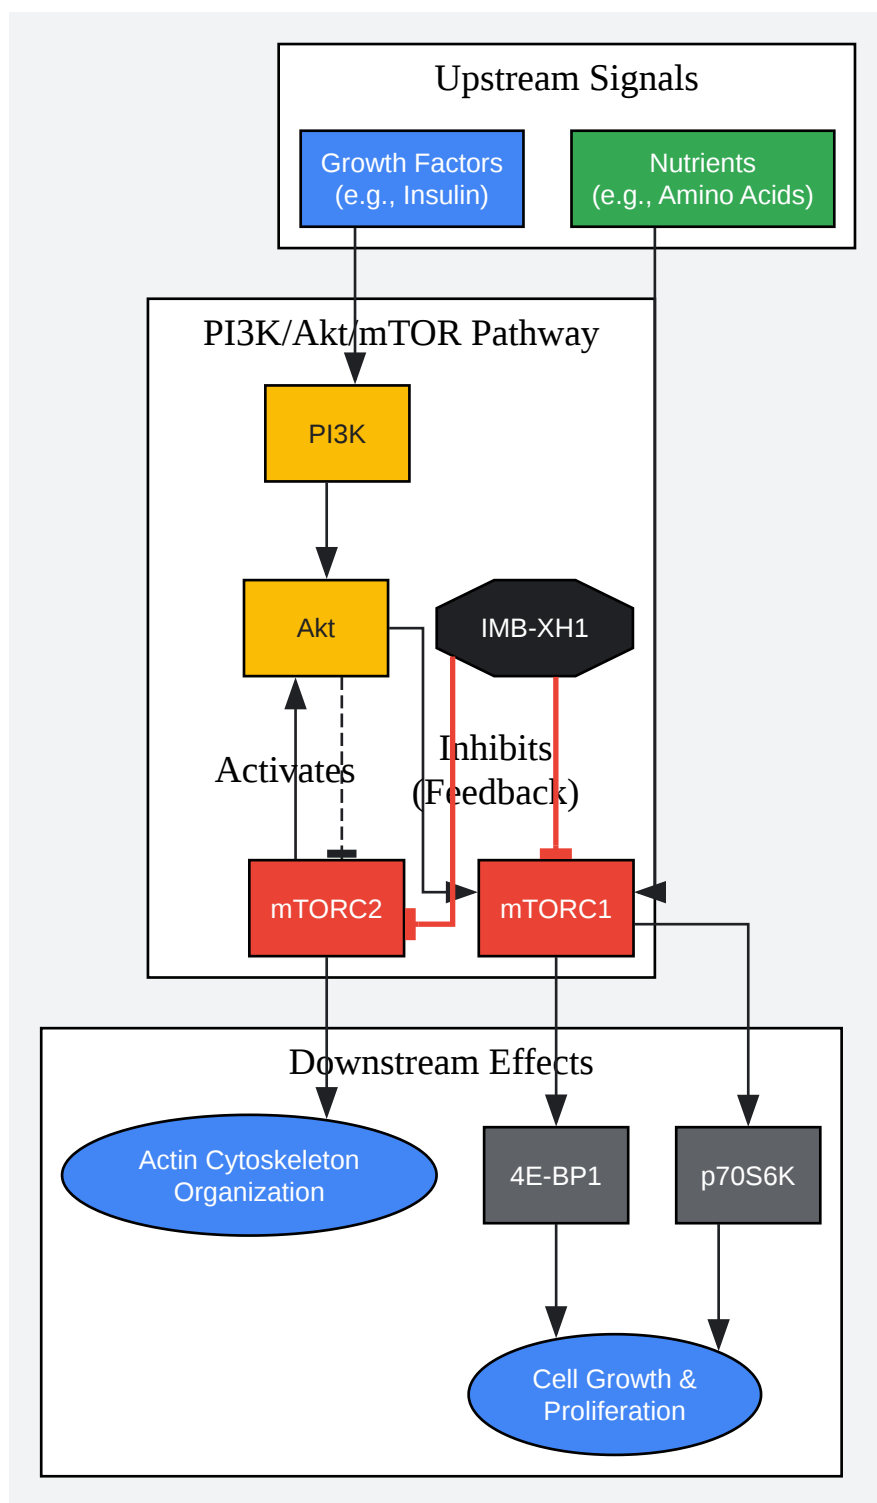 Upstream Signals
Growth Factors
(e.g., Insulin)
Nutrients
(e.g., Amino Acids)
PI3K/Akt/mTOR Pathway
PI3K
Akt
IMB-XH1
Activates
Inhibits
(Feedback)
mTORC2
mTORC1
Downstream Effects
Actin Cytoskeleton
Organization
4E-BP1
p70S6K
Cell Growth &
Proliferation